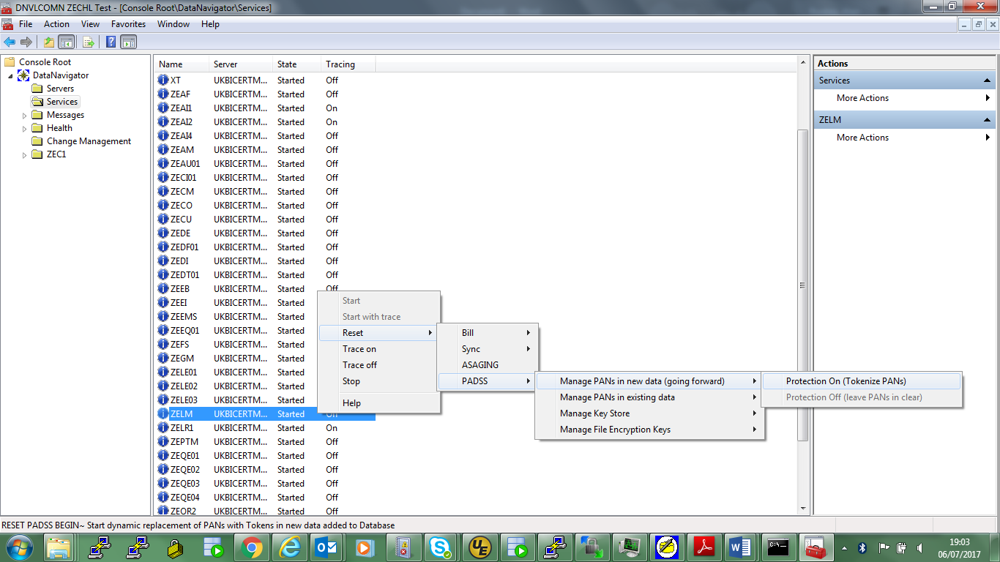 DNVLCOMN ZECHL Test - [Console Root\DataNavigator\Services]
File Action View Favorites Window Help
Console Root
DataNavigator
Servers
Services
Messages
Health
Change Management
ZEC1
Name Server State Tracing
XT UKBICERTM... Started Off
ZEAF UKBICERTM... Started Off
ZEAI1 UKBICERTM... Started On
ZEAI2 UKBICERTM... Started On
ZEAI4 UKBICERTM... Started Off
ZEAM UKBICERTM... Started Off
ZEAU01 UKBICERTM... Started Off
ZECI01 UKBICERTM... Started Off
ZECM UKBICERTM... Started Off
ZECO UKBICERTM... Started Off
ZECU UKBICERTM... Started Off
ZEDE UKBICERTM... Started Off
ZEDF01 UKBICERTM... Started Off
ZEDI UKBICERTM... Started Off
ZEDT01 UKBICERTM... Started Off
ZEEB UKBICERTM... Started Off
ZEEI UKBICERTM... Started
ZEEMS UKBICERTM... Started
ZEEQ01 UKBICERTM... Started
ZEFS UKBICERTM... Started
ZEGM UKBICERTM... Started
ZELE01 UKBICERTM... Started
ZELE02 UKBICERTM... Started
ZELE03 UKBICERTM... Started
ZELM UKBICERTM... Started
ZELR1 UKBICERTM... Started On
ZEPTM UKBICERTM... Started Off
ZEQE01 UKBICERTM... Started Off
ZEQE02 UKBICERTM... Started Off
ZEQE03 UKBICERTM... Started Off
ZEQE04 UKBICERTM... Started Off
ZEOR2 UKBICERTM... Started Off
Start
Start with trace
Reset
Trace on
Trace off
Stop
Help
Bill
Sync
ASAGING
PADSS
Manage PANs in new data (going forward)
Manage PANs in existing data
Manage Key Store
Manage File Encryption Keys
Protection On (Tokenize PANs)
Protection Off (leave PANs in clear)
Actions
Services
More Actions
ZELM
More Actions
RESET PADSS BEGIN~ Start dynamic replacement of PANs with Tokens in new data added to Database
19:03
06/07/2017